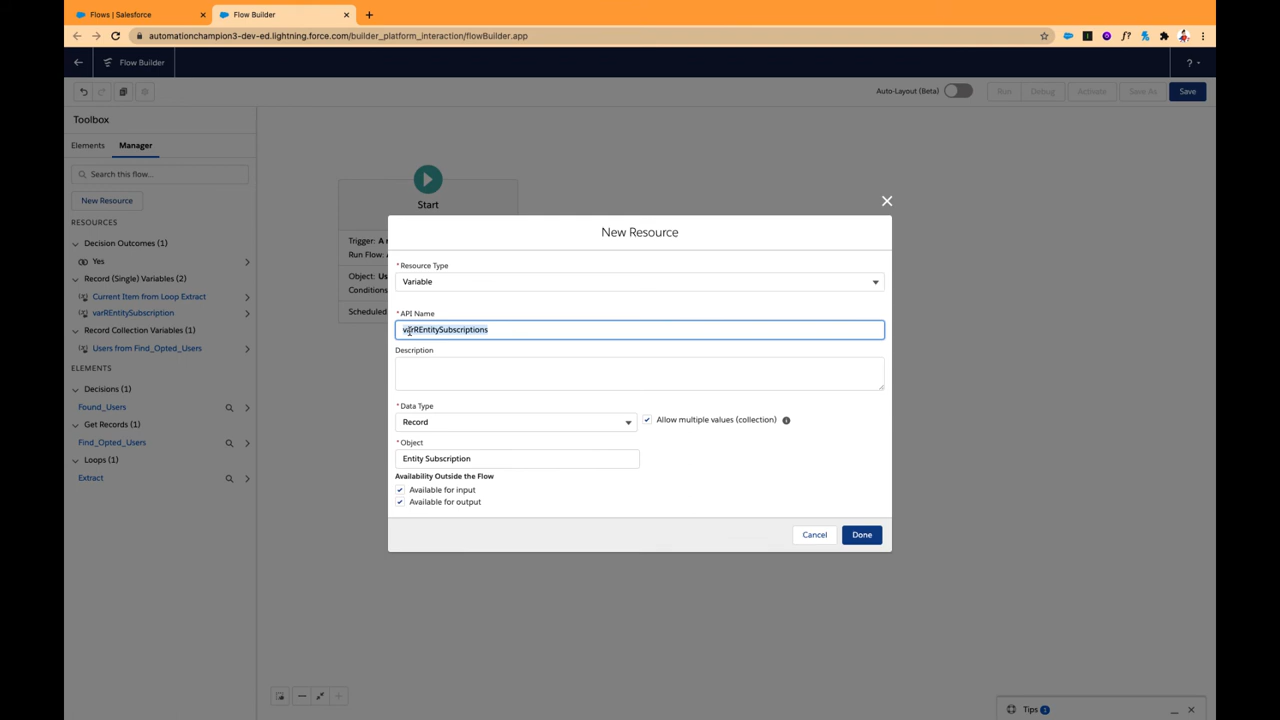 Flows | Salesforce
Flow Builder
automationchampion3-dev-ed.lightning.force.com/builder_platform_interaction/flowBuilder.app
Flow Builder
?
Auto-Layout (Beta)
Run
Debug
Activate
Save As
Save
Toolbox
Elements
Manager
Search this flow...
New Resource
RESOURCES
Decision Outcomes (1)
Yes
Record (Single) Variables (2)
Current Item from Loop Extract
varREntitySubscription
Record Collection Variables (1)
Users from Find_Opted_Users
ELEMENTS
Decisions (1)
Found_Users
Get Records (1)
Find_Opted_Users
Loops (1)
Extract
Start
Trigger: A
Run Flow:
Object: Us
Conditions
Scheduled
New Resource
* Resource Type
Variable
* API Name
varREntitySubscriptions
Description
* Data Type
Record
Allow multiple values (collection)
* Object
Entity Subscription
Availability Outside the Flow
Available for input
Available for output
Cancel
Done
Tips 1